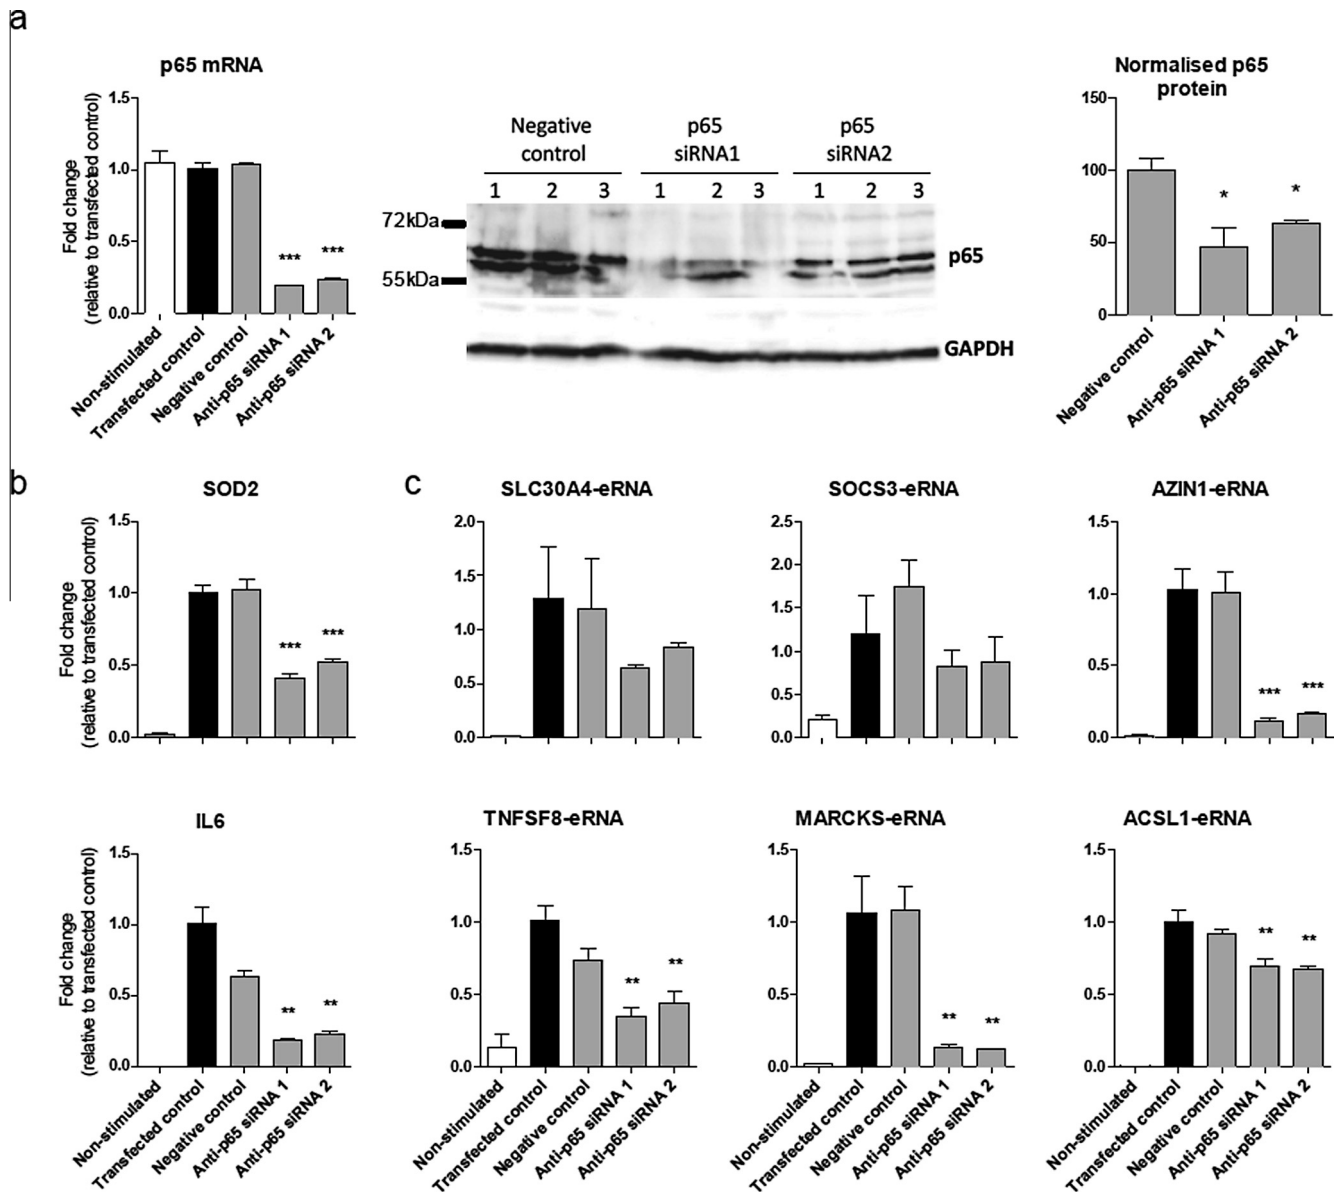 a
p65 mRNA
Fold change
(relative to transfected control)
1.5
1.0
0.5
0.0
***
***
Non-stimulated
Transfected control
Negative control
Anti-p65 siRNA 1
Anti-p65 siRNA 2
Negative
control
p65
siRNA1
p65
siRNA2
1 2 3 1 2 3 1 2 3
72kDa
55kDa
p65
GAPDH
Normalised p65
protein
150
100
50
0
*
*
Negative control
Anti-p65 siRNA 1
Anti-p65 siRNA 2
b
SOD2
Fold change
(relative to transfected control)
1.5
1.0
0.5
0.0
***
***
c
SLC30A4-eRNA
2.0
1.5
1.0
0.5
0.0
SOCS3-eRNA
2.5
2.0
1.5
1.0
0.5
0.0
AZIN1-eRNA
1.5
1.0
0.5
0.0
***
***
IL6
Fold change
(relative to transfected control)
1.5
1.0
0.5
0.0
**
**
Non-stimulated
Transfected control
Negative control
Anti-p65 siRNA 1
Anti-p65 siRNA 2
TNFSF8-eRNA
1.5
1.0
0.5
0.0
**
**
Non-stimulated
Transfected control
Negative control
Anti-p65 siRNA 1
Anti-p65 siRNA 2
MARCKS-eRNA
1.5
1.0
0.5
0.0
**
**
Non-stimulated
Transfected control
Negative control
Anti-p65 siRNA 1
Anti-p65 siRNA 2
ACSL1-eRNA
1.5
1.0
0.5
0.0
**
**
Non-stimulated
Transfected control
Negative control
Anti-p65 siRNA 1
Anti-p65 siRNA 2